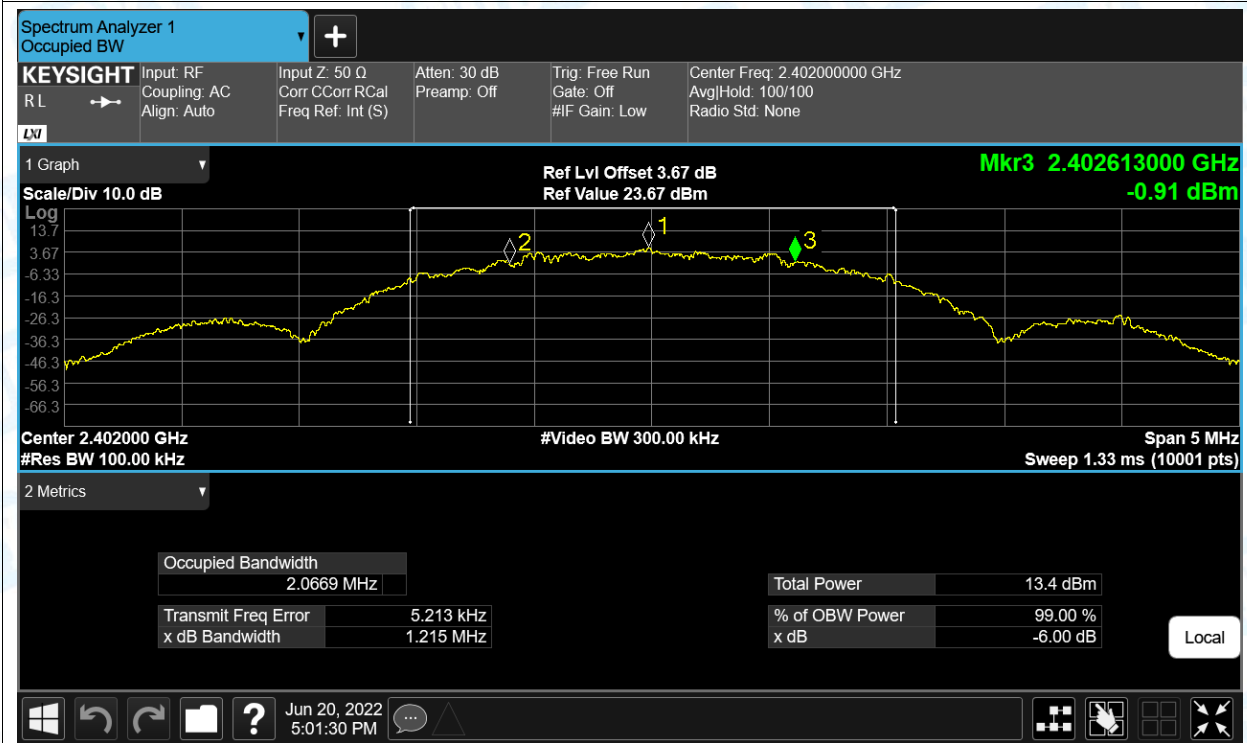 Spectrum Analyzer 1
Occupied BW
KEYSIGHT
R L
LXI
Input: RF
Coupling: AC
Align: Auto
Input Z: 50 Ω
Corr CCorr RCal
Freq Ref: Int (S)
Atten: 30 dB
Preamp: Off
Trig: Free Run
Gate: Off
#IF Gain: Low
Center Freq: 2.402000000 GHz
Avg|Hold: 100/100
Radio Std: None
1 Graph
Scale/Div 10.0 dB
Ref Lvl Offset 3.67 dB
Ref Value 23.67 dBm
Mkr3 2.402613000 GHz
-0.91 dBm
Log
13.7
3.67
-6.33
-16.3
-26.3
-36.3
-46.3
-56.3
-66.3
2
1
3
Center 2.402000 GHz
#Video BW 300.00 kHz
Span 5 MHz
#Res BW 100.00 kHz
Sweep 1.33 ms (10001 pts)
2 Metrics
Occupied Bandwidth
2.0669 MHz
Total Power 13.4 dBm
Transmit Freq Error 5.213 kHz
% of OBW Power 99.00 %
x dB Bandwidth 1.215 MHz
x dB -6.00 dB
Local
?
Jun 20, 2022
5:01:30 PM